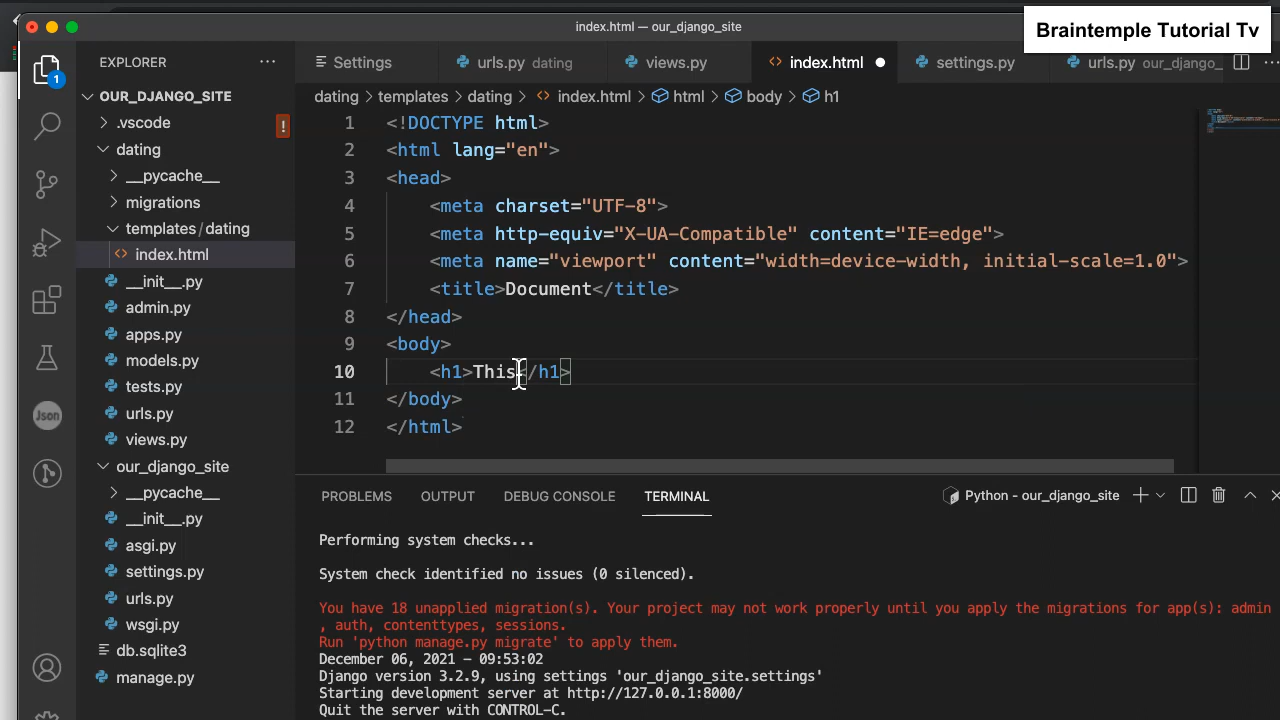 index.html — our_django_site
Braintemple Tutorial Tv
1
EXPLORER
Settings
urls.py dating
views.py
index.html
settings.py
urls.py our_django_
OUR_DJANGO_SITE
.vscode
!
dating
__pycache__
migrations
templates/dating
index.html
__init__.py
admin.py
apps.py
models.py
tests.py
urls.py
views.py
our_django_site
__pycache__
__init__.py
asgi.py
settings.py
urls.py
wsgi.py
db.sqlite3
manage.py
Json
dating > templates > dating > index.html > html > body > h1
1 <!DOCTYPE html>
2 <html lang="en">
3 <head>
4 <meta charset="UTF-8">
5 <meta http-equiv="X-UA-Compatible" content="IE=edge">
6 <meta name="viewport" content="width=device-width, initial-scale=1.0">
7 <title>Document</title>
8 </head>
9 <body>
10 <h1>This</h1>
11 </body>
12 </html>
PROBLEMS OUTPUT DEBUG CONSOLE TERMINAL
Python - our_django_site
Performing system checks...
System check identified no issues (0 silenced).
You have 18 unapplied migration(s). Your project may not work properly until you apply the migrations for app(s): admin
, auth, contenttypes, sessions.
Run 'python manage.py migrate' to apply them.
December 06, 2021 - 09:53:02
Django version 3.2.9, using settings 'our_django_site.settings'
Starting development server at http://127.0.0.1:8000/
Quit the server with CONTROL-C.